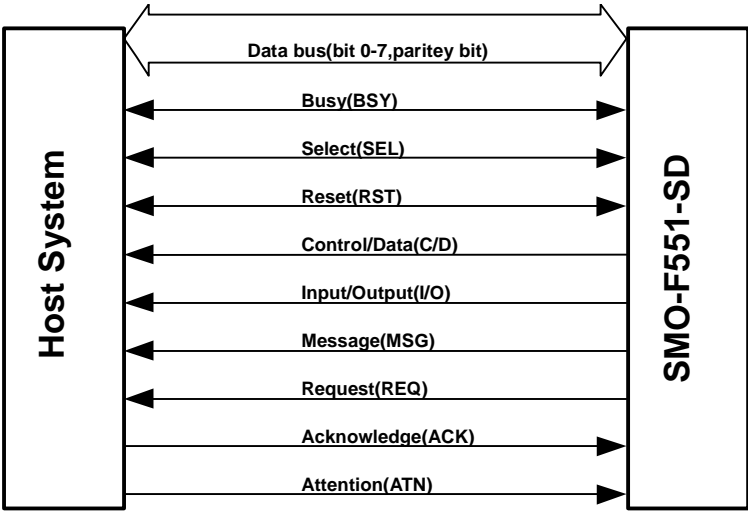 Data bus(bit 0-7,paritey bit)
Busy(BSY)
Select(SEL)
Reset(RST)
Control/Data(C/D)
Input/Output(I/O)
Message(MSG)
Request(REQ)
Acknowledge(ACK)
Attention(ATN)
Host System
SMO-F551-SD